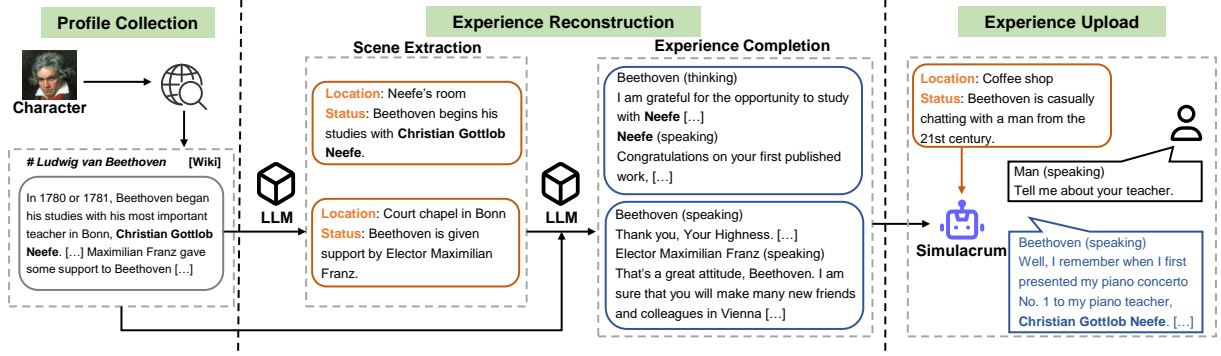 Profile Collection
Character
# Ludwig van Beethoven [Wiki]
In 1780 or 1781, Beethoven began
his studies with his most important
teacher in Bonn, Christian Gottlob
Neefe. […] Maximilian Franz gave
some support to Beethoven […]
Experience Reconstruction
LLM
Scene Extraction
Location: Neefe's room
Status: Beethoven begins his
studies with Christian Gottlob
Neefe.
Location: Court chapel in Bonn
Status: Beethoven is given
support by Elector Maximilian
Franz.
LLM
Experience Completion
Beethoven (thinking)
I am grateful for the opportunity to study
with Neefe […]
Neefe (speaking)
Congratulations on your first published
work, […]
Beethoven (speaking)
Thank you, Your Highness. […]
Elector Maximilian Franz (speaking)
That's a great attitude, Beethoven. I am
sure that you will make many new friends
and colleagues in Vienna […]
Experience Upload
Location: Coffee shop
Status: Beethoven is casually
chatting with a man from the
21st century.
Man (speaking)
Tell me about your teacher.
Simulacrum
Beethoven (speaking)
Well, I remember when I first
presented my piano concerto
No. 1 to my piano teacher,
Christian Gottlob Neefe. […]